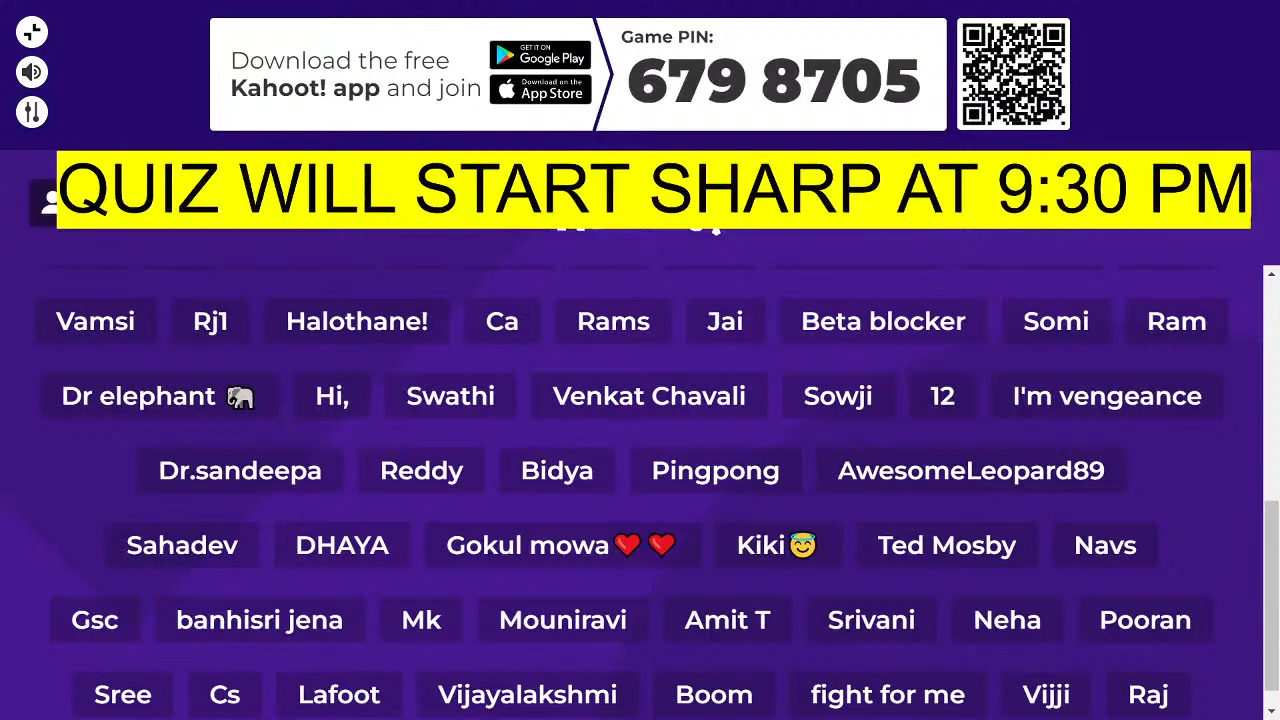 Download the free
Kahoot! app and join
GET IT ON
Google Play
Download on the
App Store
Game PIN:
679 8705
QUIZ WILL START SHARP AT 9:30 PM
Vamsi Rj1 Halothane! Ca Rams Jai Beta blocker Somi Ram
Dr elephant 🐘 Hi, Swathi Venkat Chavali Sowji 12 I'm vengeance
Dr.sandeepa Reddy Bidya Pingpong AwesomeLeopard89
Sahadev DHAYA Gokul mowa❤️❤️ Kiki😇 Ted Mosby Navs
Gsc banhisri jena Mk Mouniravi Amit T Srivani Neha Pooran
Sree Cs Lafoot Vijayalakshmi Boom fight for me Vijji Raj